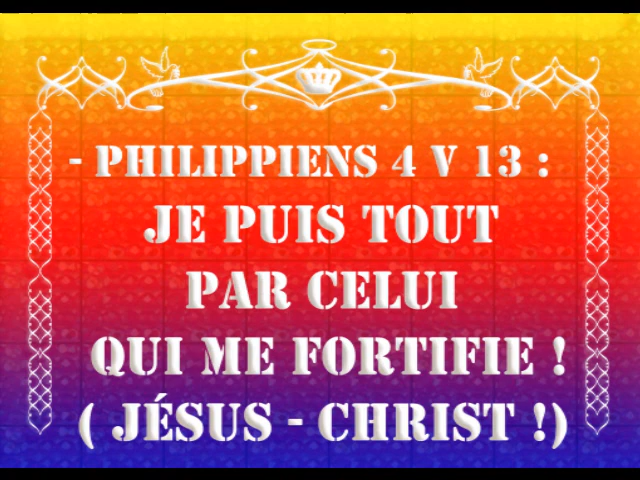 - PHILIPPIENS 4 V 13 :
JE PUIS TOUT
PAR CELUI
QUI ME FORTIFIE !
( JÉSUS - CHRIST !)